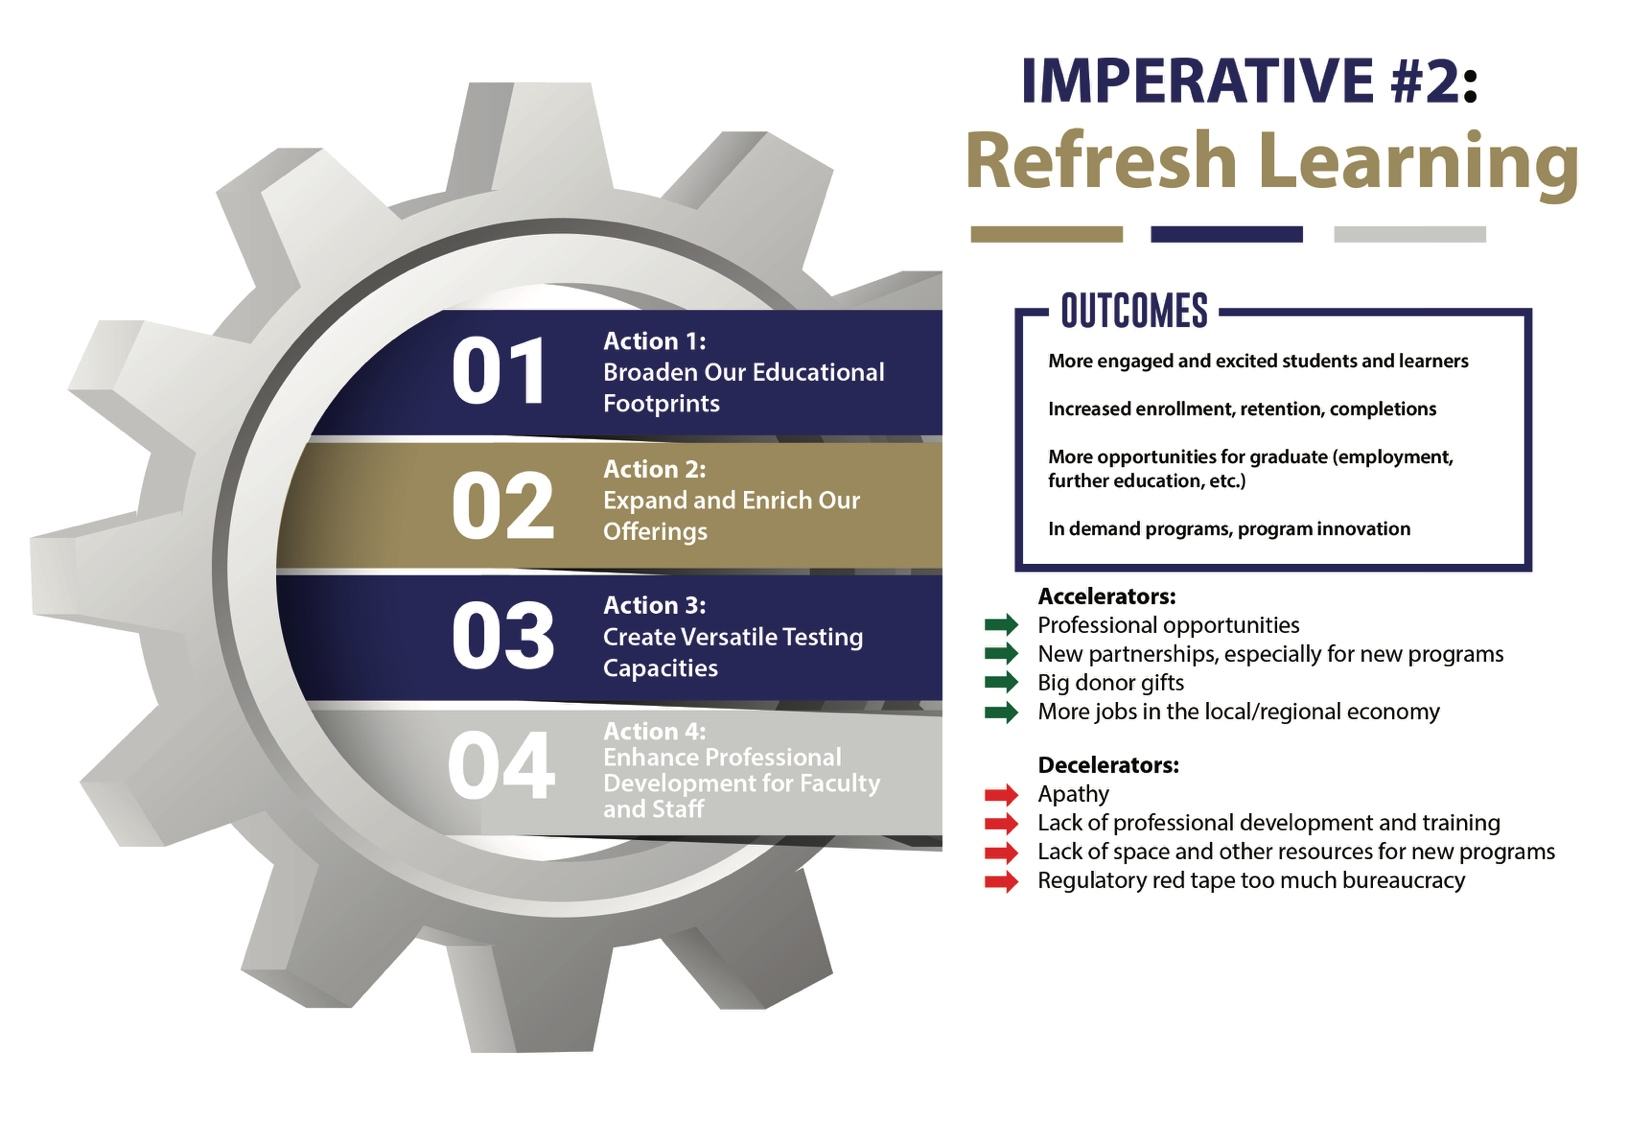 IMPERATIVE #2:
Refresh Learning
01
Action 1:
Broaden Our Educational
Footprints
02
Action 2:
Expand and Enrich Our
Offerings
03
Action 3:
Create Versatile Testing
Capacities
04
Action 4:
Enhance Professional
Development for Faculty
and Staff
OUTCOMES
More engaged and excited students and learners
Increased enrollment, retention, completions
More opportunities for graduate (employment,
further education, etc.)
In demand programs, program innovation
Accelerators:
Professional opportunities
New partnerships, especially for new programs
Big donor gifts
More jobs in the local/regional economy
Decelerators:
Apathy
Lack of professional development and training
Lack of space and other resources for new programs
Regulatory red tape too much bureaucracy